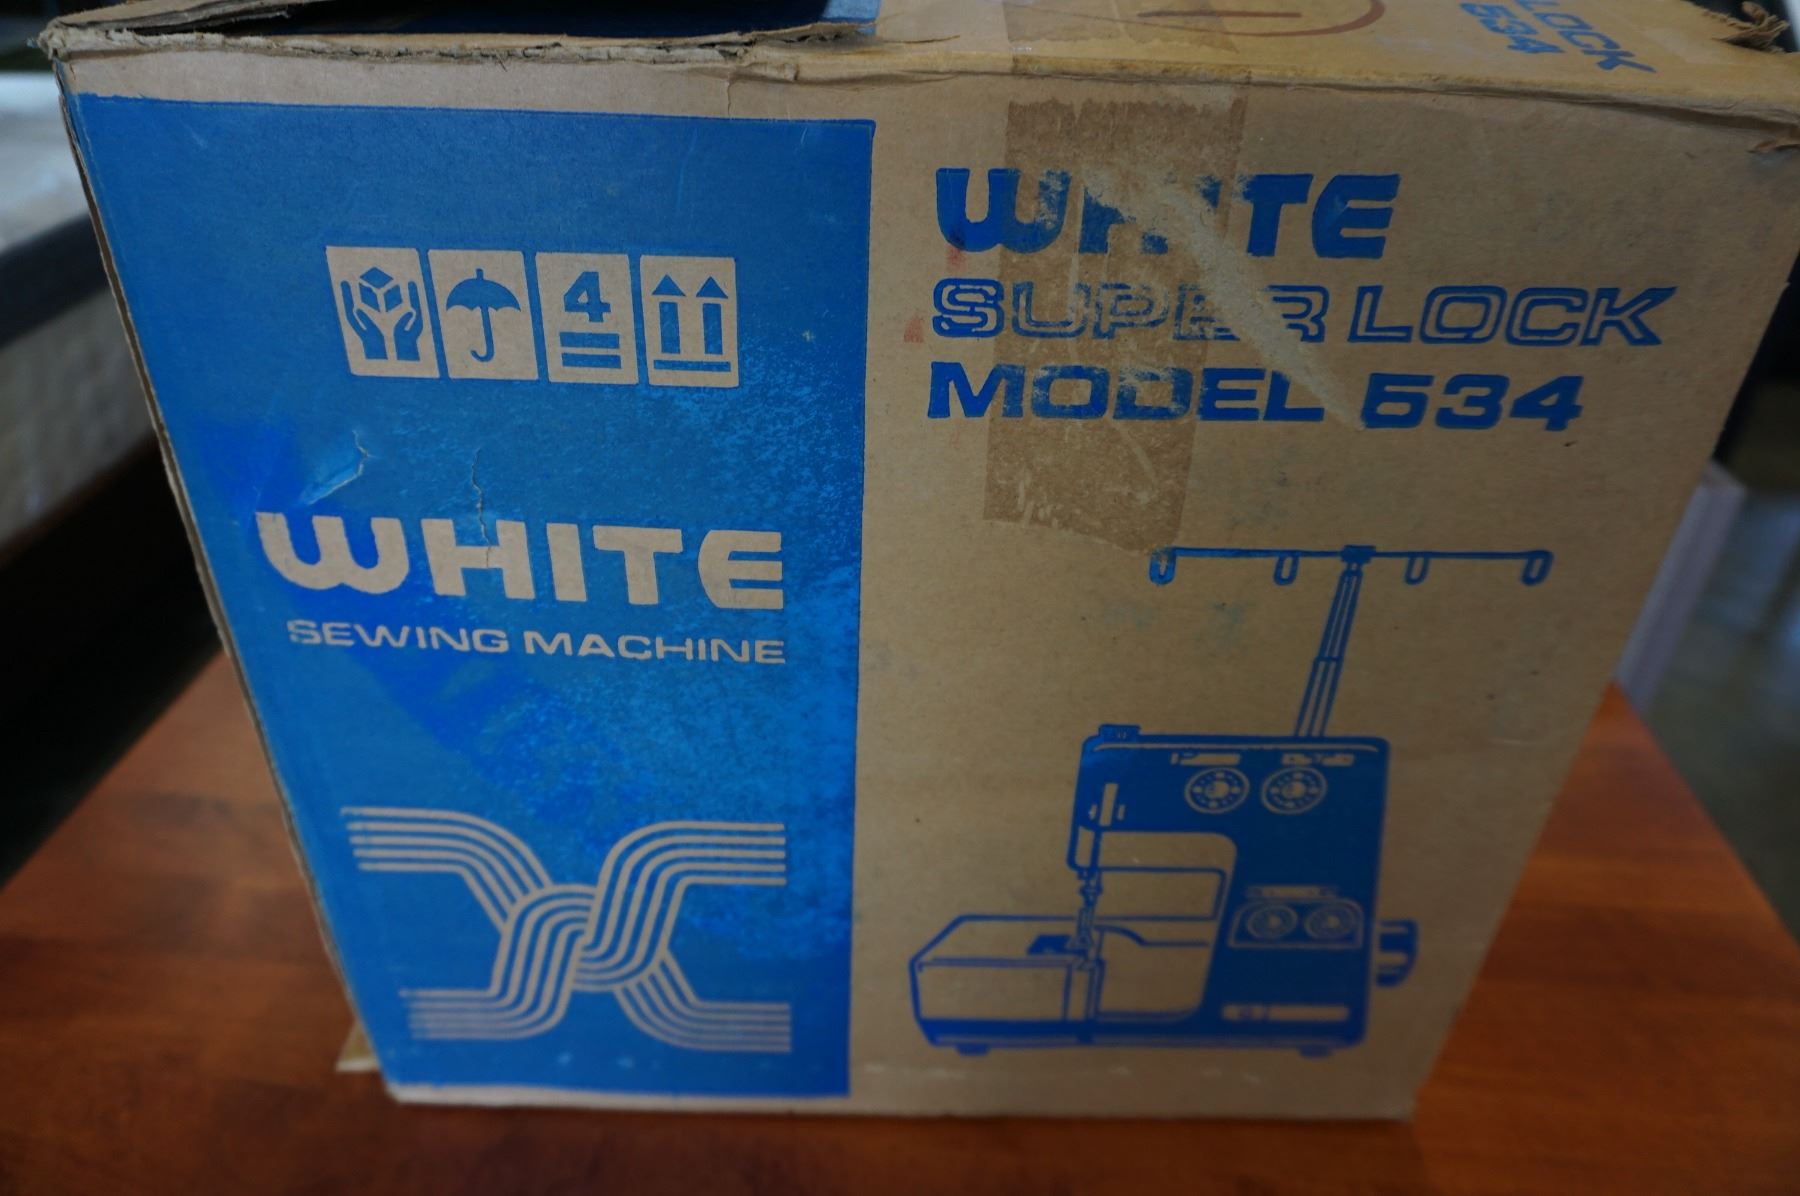 LOCK
534
4
WHITE
SEWING MACHINE
WHITE
SUPER LOCK
MODEL 534